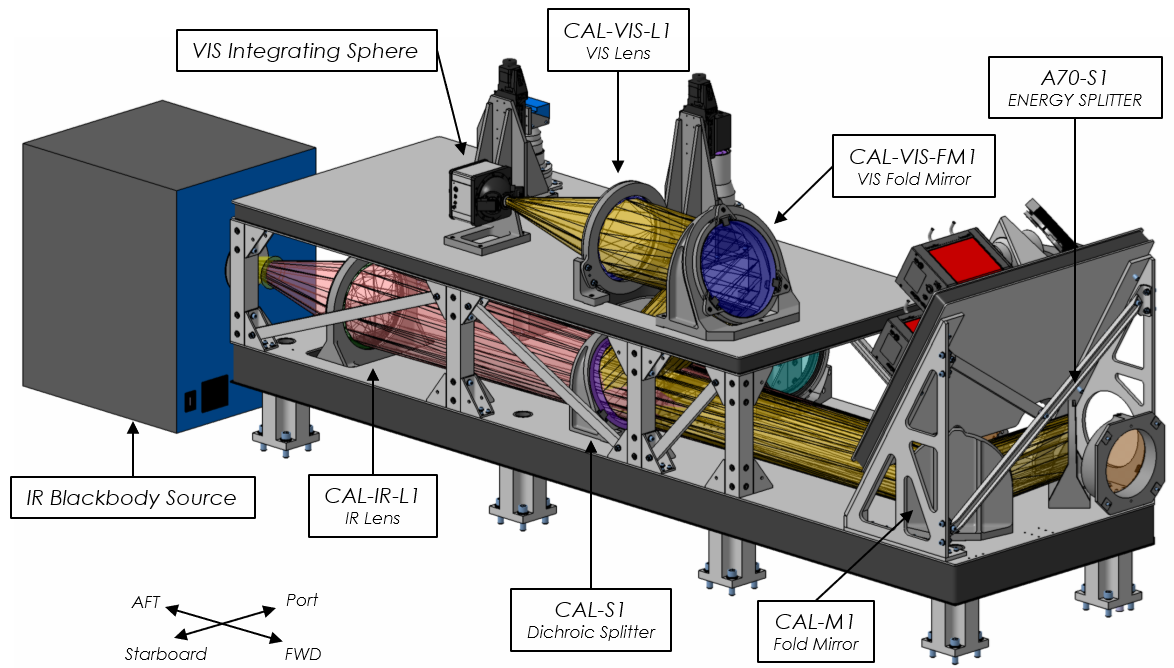 CAL-VIS-L1
VIS Lens
VIS Integrating Sphere
A70-S1
ENERGY SPLITTER
CAL-VIS-FM1
VIS Fold Mirror
IR Blackbody Source
CAL-IR-L1
IR Lens
CAL-S1
Dichroic Splitter
CAL-M1
Fold Mirror
AFT
Port
Starboard
FWD